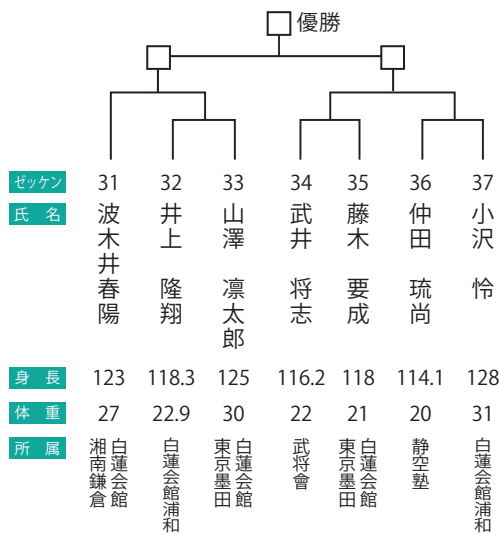 優勝
ゼッケン 31 32 33 34 35 36 37
氏名 波木井春陽 井上 隆翔 山澤 凛太郎 武井 将志 藤木 要成 仲田 琉尚 小沢 怜
身長 123 118.3 125 116.2 118 114.1 128
体重 27 22.9 30 22 21 20 31
所属 白蓮会館湘南鎌倉 白蓮会館浦和 白蓮会館東京墨田 武将會 白蓮会館東京墨田 静空塾 白蓮会館浦和